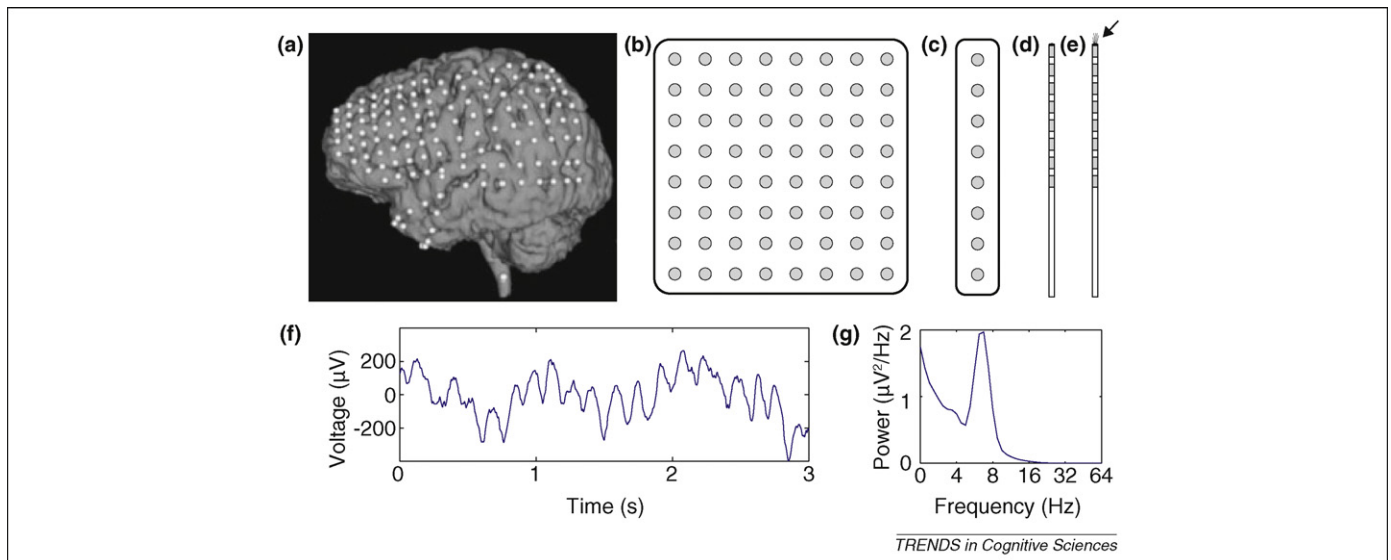 (a)
(b)
(c)
(d)
(e)
(f)
Voltage (μV)
200
0
-200
0
1
2
3
Time (s)
(g)
Power (μV²/Hz)
2
1
0
0
4
8
16
32
64
Frequency (Hz)
TRENDS in Cognitive Sciences